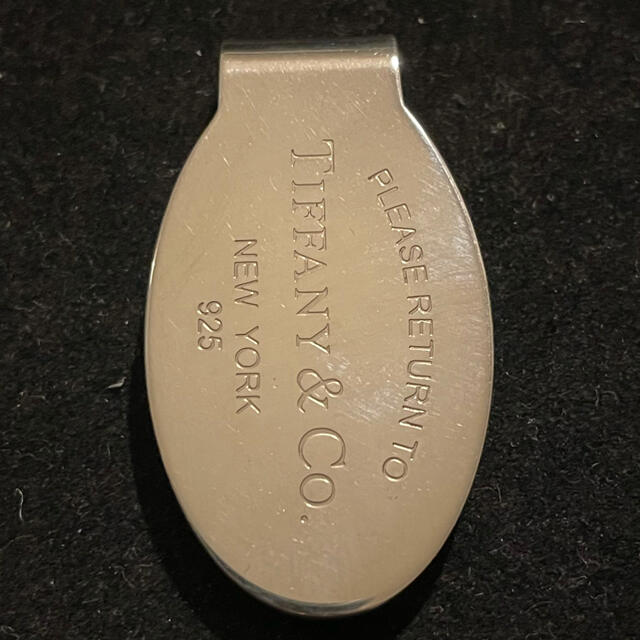 PLEASE RETURN TO
TIFFANY & CO.
NEW YORK
925